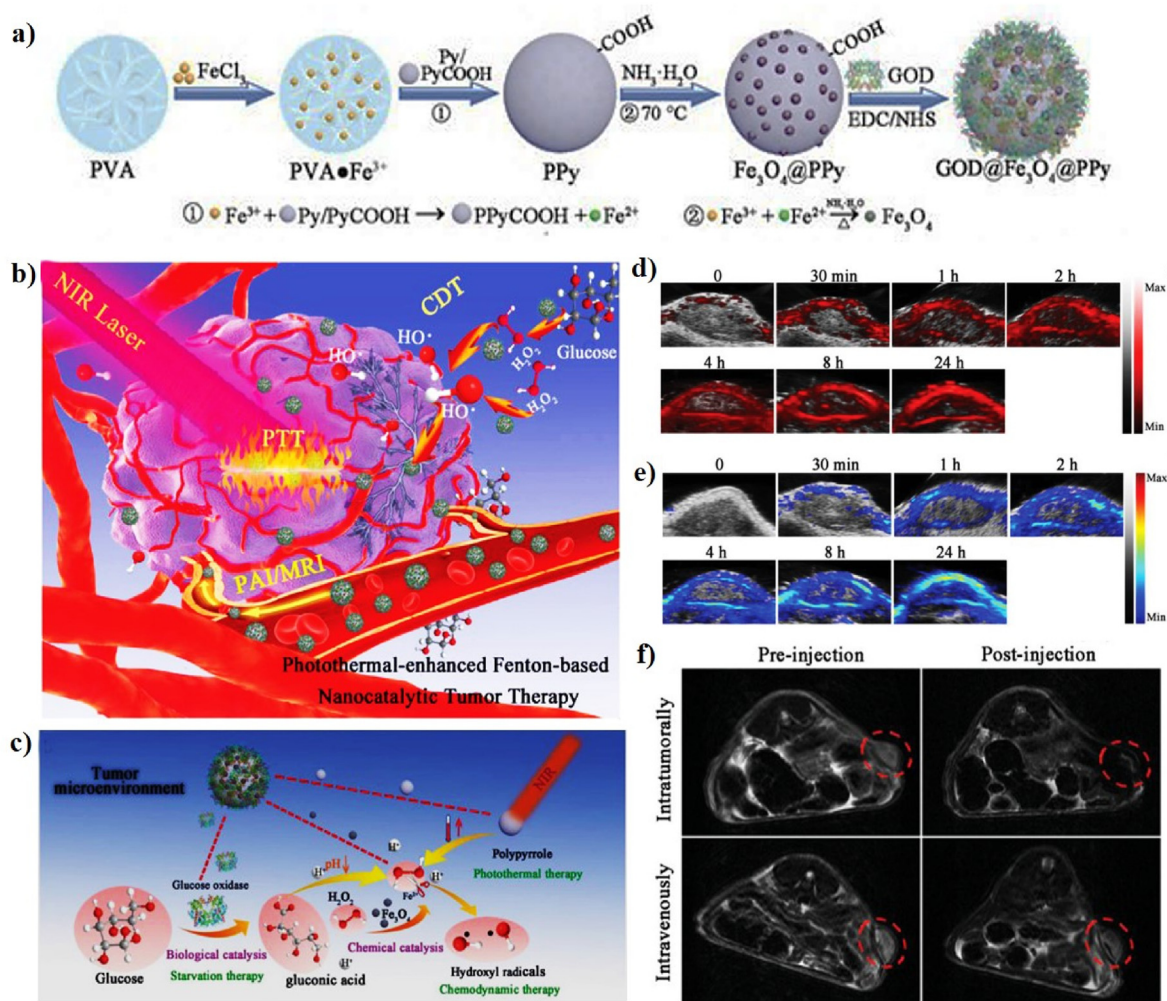 a)
FeCl₃
Py/
PyCOOH
①
-COOH
NH₃·H₂O
② 70 °C
-COOH
GOD
EDC/NHS
PVA
PVA●Fe³⁺
PPy
Fe₃O₄@PPy
GOD@Fe₃O₄@PPy
① Fe³⁺ + Py/PyCOOH → PPyCOOH + Fe²⁺
② Fe³⁺ + Fe²⁺ NH₃·H₂O △ → Fe₃O₄
b)
NIR Laser
CDT
HO·
HO·
HO·
H₂O₂
H₂O₂
Glucose
PTT
PAI/MRI
Photothermal-enhanced Fenton-based
Nanocatalytic Tumor Therapy
c)
Tumor
microenvironment
NIR
Polypyrrole
Photothermal therapy
Glucose oxidase
H⁺
pH↓
H⁺
H⁺
H₂O₂
Fe₃O₄
Biological catalysis
Starvation therapy
Chemical catalysis
H⁺
Glucose
gluconic acid
Hydroxyl radicals
Chemodynamic therapy
d)
0 30 min 1 h 2 h
Max
4 h 8 h 24 h
Min
e)
0 30 min 1 h 2 h
Max
4 h 8 h 24 h
Min
f)
Pre-injection Post-injection
Intratumorally
Intravenously